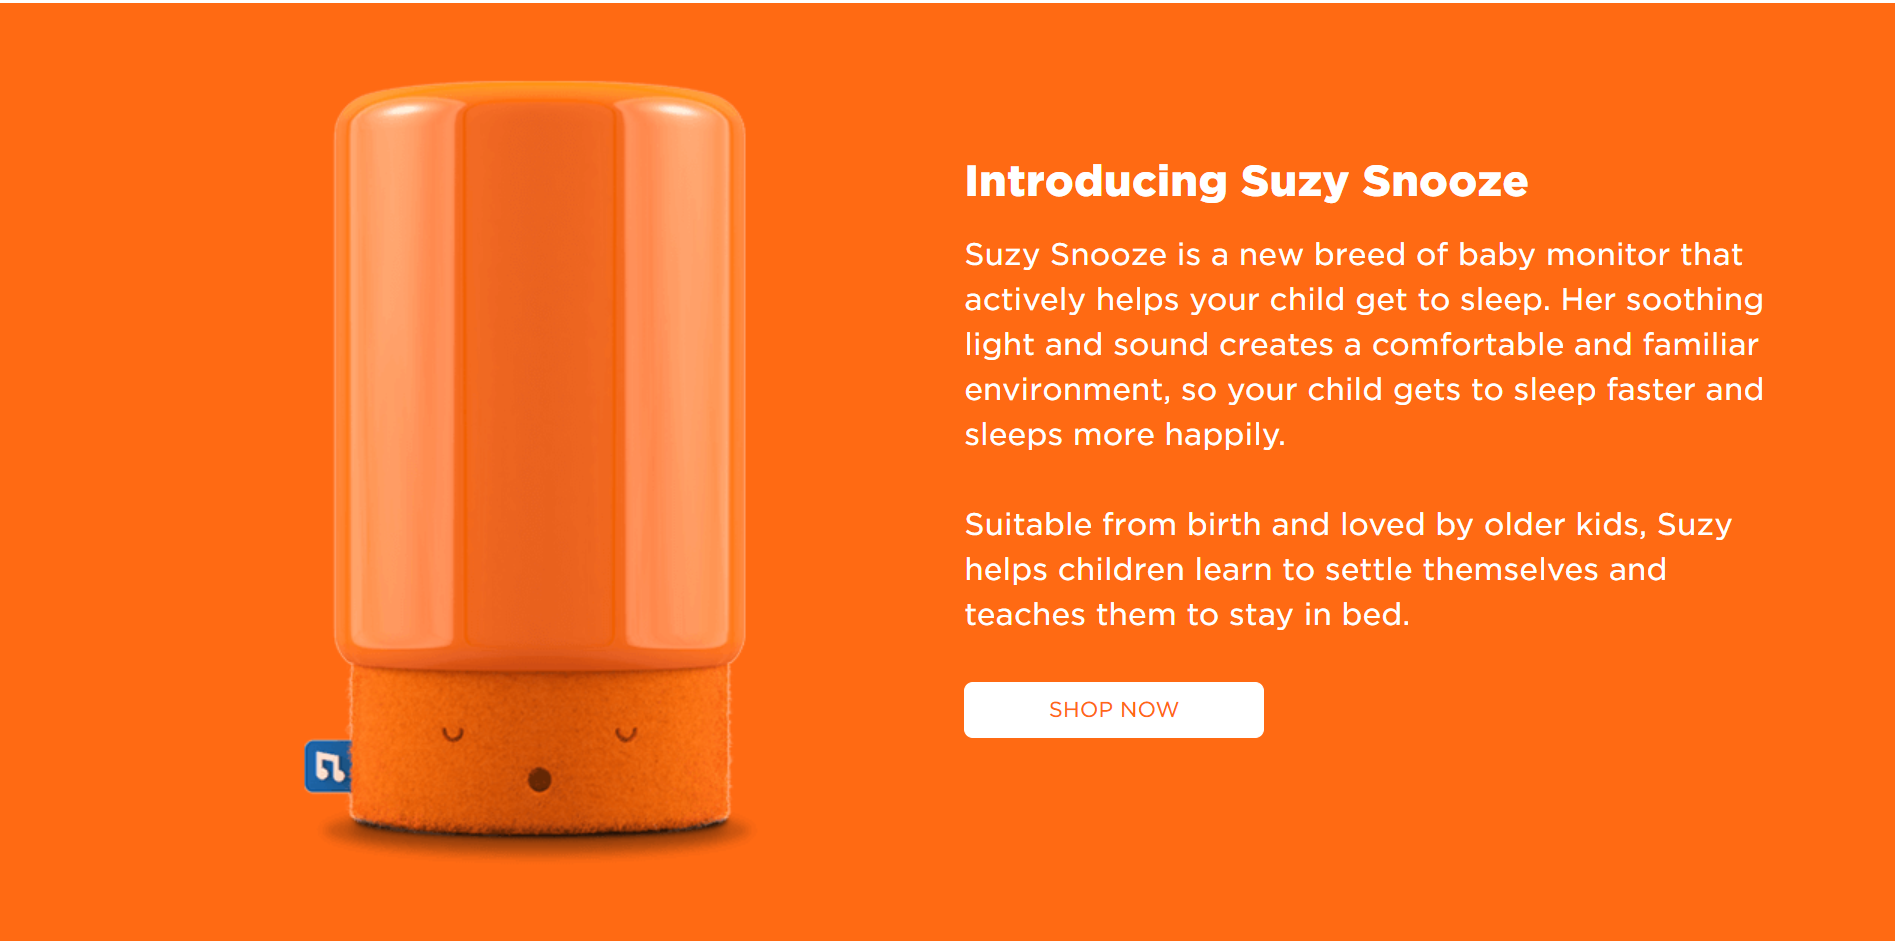 Introducing Suzy Snooze
Suzy Snooze is a new breed of baby monitor that
actively helps your child get to sleep. Her soothing
light and sound creates a comfortable and familiar
environment, so your child gets to sleep faster and
sleeps more happily.
Suitable from birth and loved by older kids, Suzy
helps children learn to settle themselves and
teaches them to stay in bed.
SHOP NOW